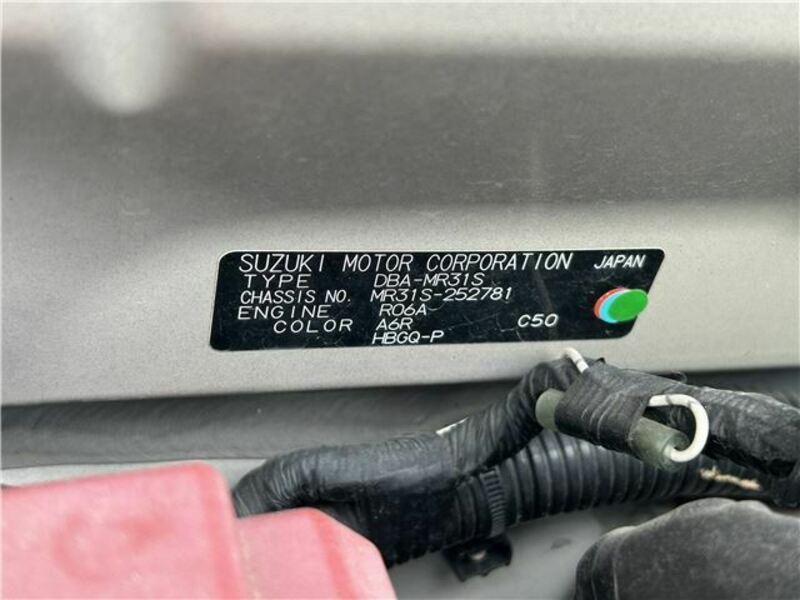 SUZUKI MOTOR CORPORATION JAPAN
TYPE DBA-MR31S
CHASSIS NO. MR31S-252781
ENGINE R06A
COLOR A6R C50
HBGQ-P